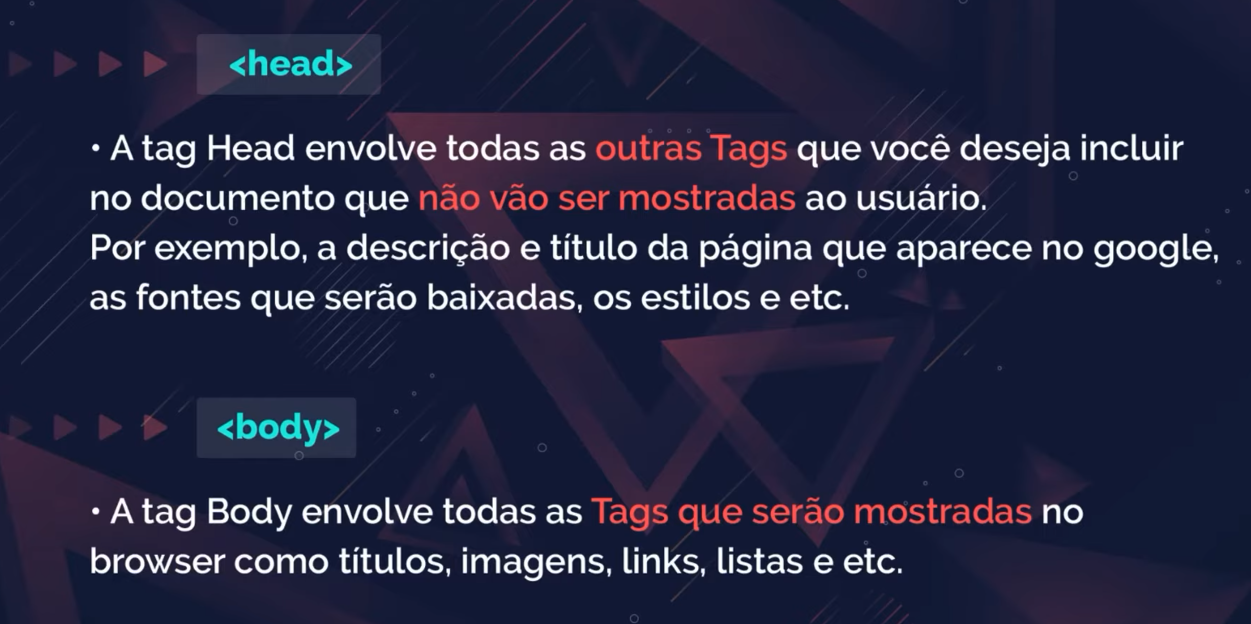 <head>
• A tag Head envolve todas as outras Tags que você deseja incluir
no documento que não vão ser mostradas ao usuário.
Por exemplo, a descrição e título da página que aparece no google,
as fontes que serão baixadas, os estilos e etc.
<body>
• A tag Body envolve todas as Tags que serão mostradas no
browser como títulos, imagens, links, listas e etc.